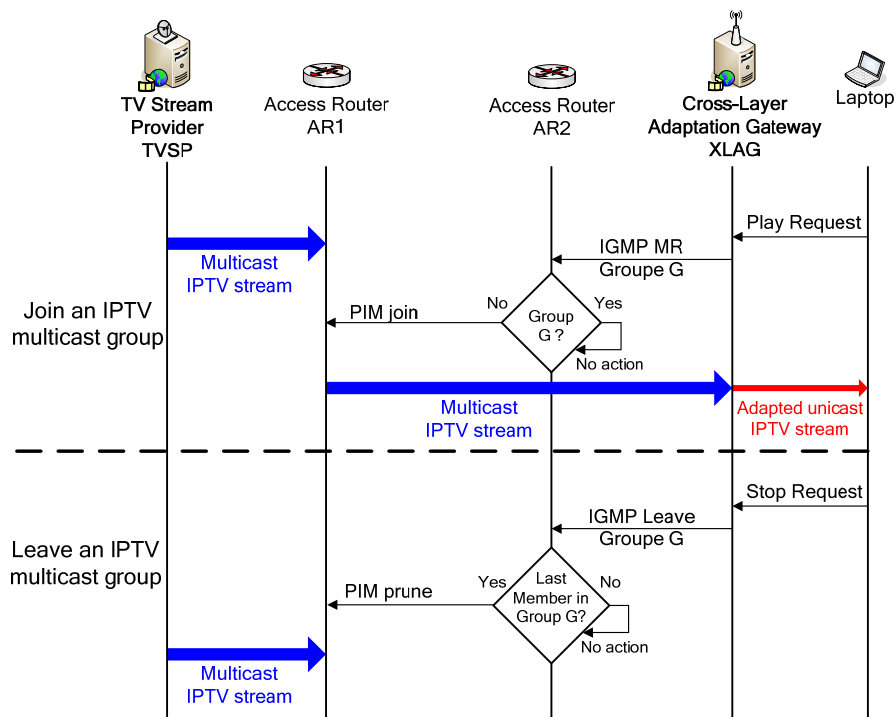 TV Stream
Provider
TVSP
Access Router
AR1
Access Router
AR2
Cross-Layer
Adaptation Gateway
XLAG
Laptop
Play Request
IGMP MR
Groupe G
Multicast
IPTV stream
Join an IPTV
multicast group
PIM join
No
Yes
Group
G ?
No action
Multicast
IPTV stream
Adapted unicast
IPTV stream
Stop Request
IGMP Leave
Groupe G
Leave an IPTV
multicast group
PIM prune
Yes
No
Last
Member in
Group G?
No action
Multicast
IPTV stream